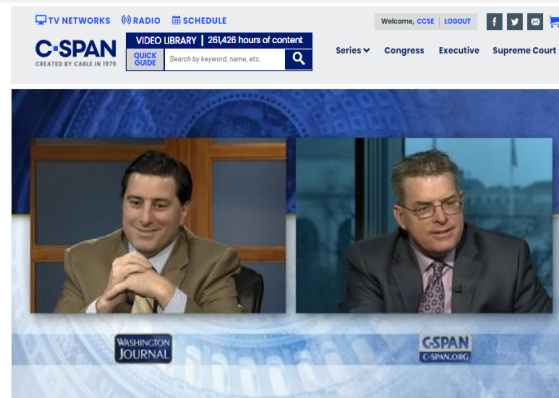 TV NETWORKS RADIO SCHEDULE
Welcome, CCSE | LOGOUT
C-SPAN
CREATED BY CABLE IN 1979
VIDEO LIBRARY | 261,426 hours of content
QUICK GUIDE
Search by keyword, name, etc.
Series Congress Executive Supreme Court
WASHINGTON
JOURNAL
C-SPAN
C-SPAN.ORG